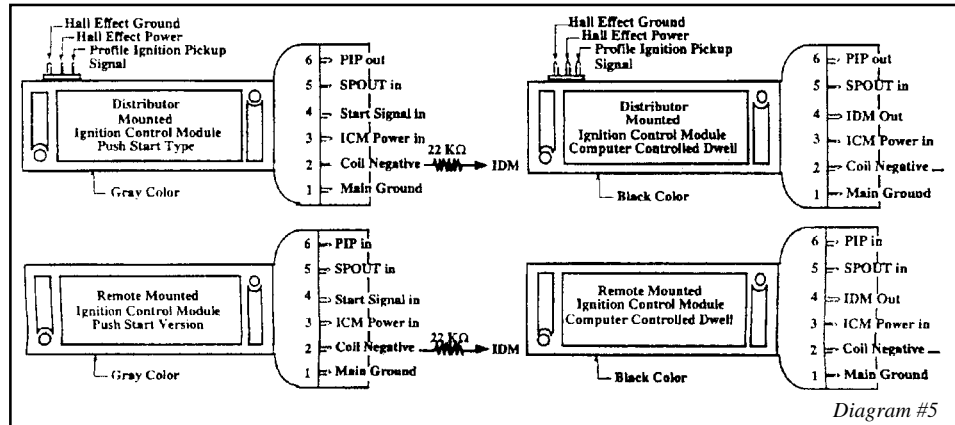 Hall Effect Ground
Hall Effect Power
Profile Ignition Pickup
Signal
Distributor
Mounted
Ignition Control Module
Push Start Type
Gray Color
6 PIP out
5 SPOUT in
4 Start Signal in
3 ICM Power in
2 Coil Negative 22 KΩ IDM
1 Main Ground
Hall Effect Ground
Hall Effect Power
Profile Ignition Pickup
Signal
Distributor
Mounted
Ignition Control Module
Computer Controlled Dwell
Black Color
6 PIP out
5 SPOUT in
4 IDM Out
3 ICM Power in
2 Coil Negative
1 Main Ground
Remote Mounted
Ignition Control Module
Push Start Version
Gray Color
6 PIP in
5 SPOUT in
4 Start Signal in
3 ICM Power in
2 Coil Negative 22 KΩ IDM
1 Main Ground
Remote Mounted
Ignition Control Module
Computer Controlled Dwell
Black Color
6 PIP in
5 SPOUT in
4 IDM Out
3 ICM Power in
2 Coil Negative
1 Main Ground
Diagram #5